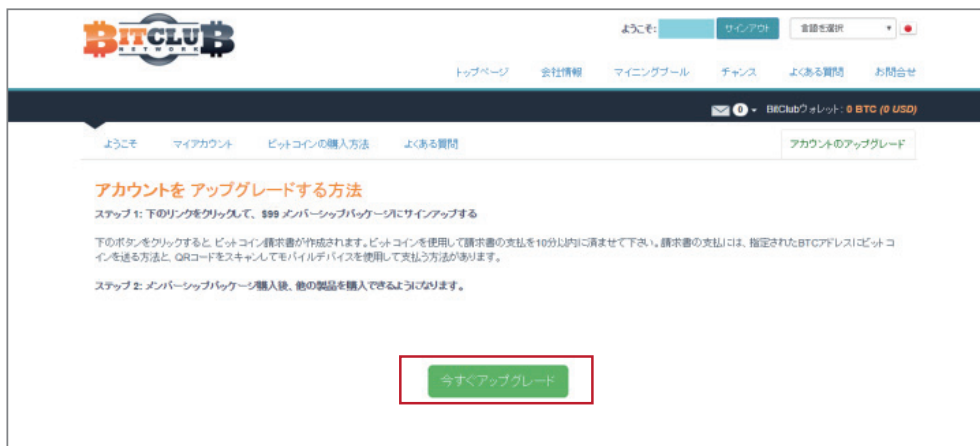 BITCLUB
NETWORK
ようこそ:
サインアウト
言語を選択
トップページ 会社情報 マイニングプール チャンス よくある質問 お問合せ
0 BitClubウォレット: 0 BTC (0 USD)
ようこそ マイアカウント ビットコインの購入方法 よくある質問 アカウントのアップグレード
アカウントを アップグレードする方法
ステップ 1: 下のリンクをクリックして、$99 メンバーシップパッケージにサインアップする
下のボタンをクリックすると ビットコイン請求書が作成されます。ビットコインを使用して請求書の支払を10分以内に済ませて下さい。請求書の支払には、指定されたBTCアドレスにビットコ
インを送る方法と、QRコードをスキャンしてモバイルデバイスを使用して支払う方法があります。
ステップ 2: メンバーシップパッケージ購入後、他の製品を購入できるようになります。
今すぐアップグレード